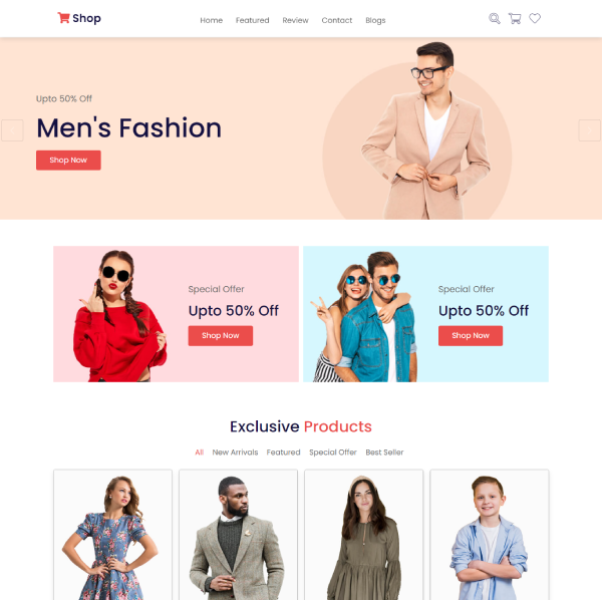 Shop
Home Featured Review Contact Blogs
Upto 50% Off
Men's Fashion
Shop Now
Special Offer
Upto 50% Off
Shop Now
Special Offer
Upto 50% Off
Shop Now
Exclusive Products
All New Arrivals Featured Special Offer Best Seller